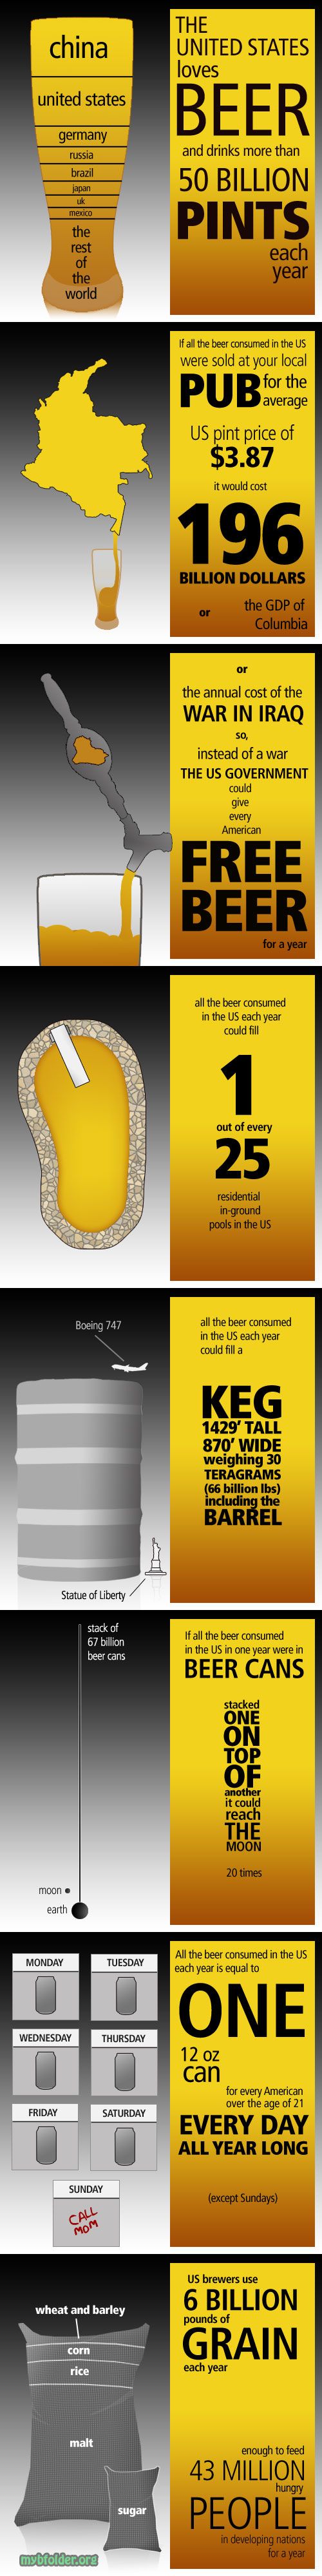 china
united states
germany
russia
brazil
japan
uk
mexico
the
rest
of
the
world
THE
UNITED STATES
loves
BEER
and drinks more than
50 BILLION
PINTS
each
year
If all the beer consumed in the US
were sold at your local
PUB for the
average
US pint price of
$3.87
it would cost
196
BILLION DOLLARS
or the GDP of
Columbia
or
the annual cost of the
WAR IN IRAQ
so,
instead of a war
THE US GOVERNMENT
could
give
every
American
FREE
BEER
for a year
all the beer consumed
in the US each year
could fill
1
out of every
25
residential
in-ground
pools in the US
Boeing 747
Statue of Liberty
all the beer consumed
in the US each year
could fill a
KEG
1429' TALL
870' WIDE
weighing 30
TERAGRAMS
(66 billion lbs)
including the
BARREL
stack of
67 billion
beer cans
moon
earth
If all the beer consumed
in the US in one year were in
BEER CANS
stacked
ONE
ON
TOP
OF
another
it could
reach
THE
MOON
20 times
MONDAY
TUESDAY
WEDNESDAY
THURSDAY
FRIDAY
SATURDAY
SUNDAY
CALL
MOM
All the beer consumed in the US
each year is equal to
ONE
12 oz
can
for every American
over the age of 21
EVERY DAY
ALL YEAR LONG
(except Sundays)
wheat and barley
corn
rice
malt
sugar
mybfolder.org
US brewers use
6 BILLION
pounds of
GRAIN
each year
enough to feed
43 MILLION
hungry
PEOPLE
in developing nations
for a year